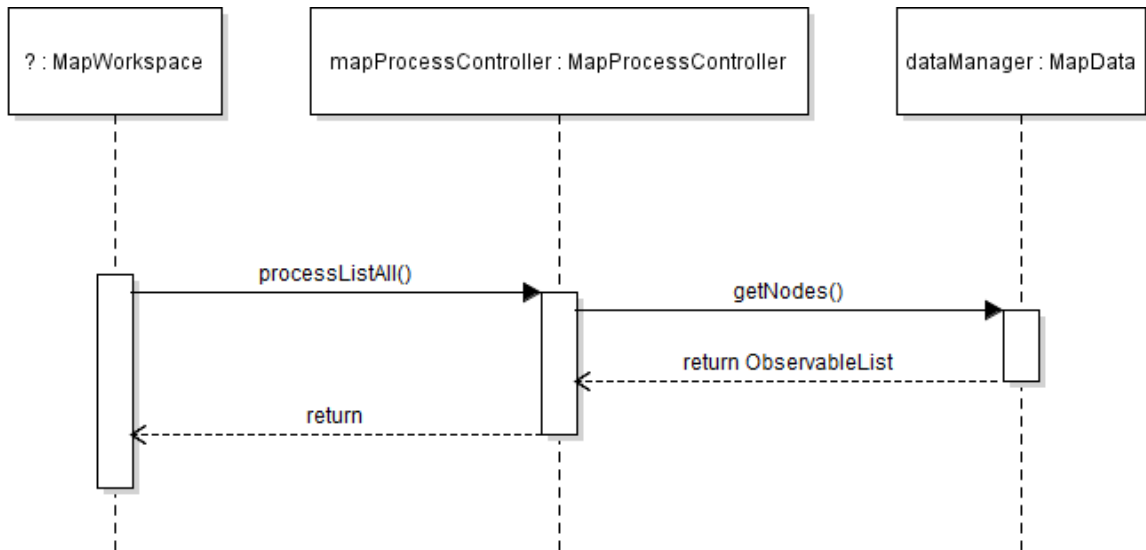 ? : MapWorkspace
mapProcessController : MapProcessController
dataManager : MapData
processListAll()
getNodes()
return ObservableList
return